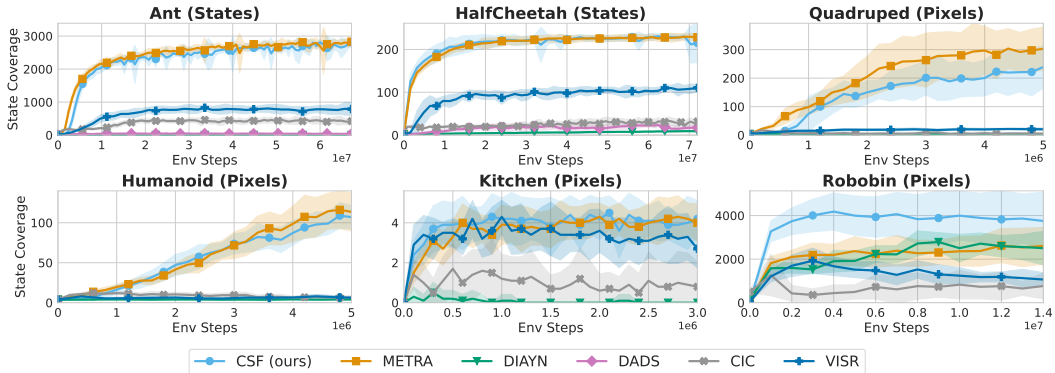 Ant (States) HalfCheetah (States) Quadruped (Pixels)
State Coverage
3000
2000
1000
0
0 1 2 3 4 5 6 7
Env Steps 1e7
200
100
0
0 1 2 3 4 5 6 7
Env Steps 1e7
300
200
100
0
0 1 2 3 4 5
Env Steps 1e6
Humanoid (Pixels) Kitchen (Pixels) Robobin (Pixels)
State Coverage
100
50
0
0 1 2 3 4 5
Env Steps 1e6
4
2
0
0.0 0.5 1.0 1.5 2.0 2.5 3.0
Env Steps 1e6
4000
2000
0
0.0 0.2 0.4 0.6 0.8 1.0 1.2 1.4
Env Steps 1e7
CSF (ours) METRA DIAYN DADS CIC VISR